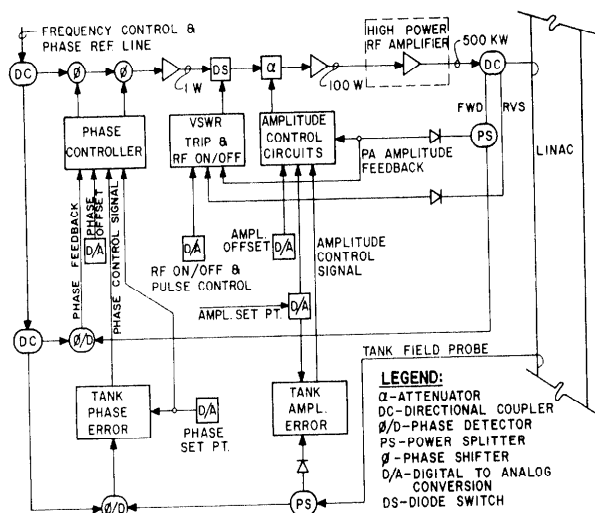 FREQUENCY CONTROL &
PHASE REF. LINE
HIGH POWER
RF AMPLIFIER
500 KW
DC
Ø
Ø
1 W
DS
α
100 W
DC
FWD
RVS
PHASE
CONTROLLER
VSWR
TRIP &
RF ON/OFF
AMPLITUDE
CONTROL
CIRCUITS
PS
PA AMPLITUDE
FEEDBACK
LINAC
PHASE FEEDBACK
PHASE
OFFSET
D/A
PHASE CONTROL SIGNAL
D/A
RF ON/OFF &
PULSE CONTROL
AMPL.
OFFSET
D/A
AMPLITUDE
CONTROL
SIGNAL
AMPL. SET PT.
D/A
DC
Ø/D
TANK FIELD PROBE
TANK
PHASE
ERROR
D/A
PHASE SET PT.
TANK
AMPL.
ERROR
Ø/D
PS
LEGEND:
α-ATTENUATOR
DC-DIRECTIONAL COUPLER
Ø/D-PHASE DETECTOR
PS-POWER SPLITTER
Ø-PHASE SHIFTER
D/A-DIGITAL TO ANALOG
CONVERSION
DS-DIODE SWITCH